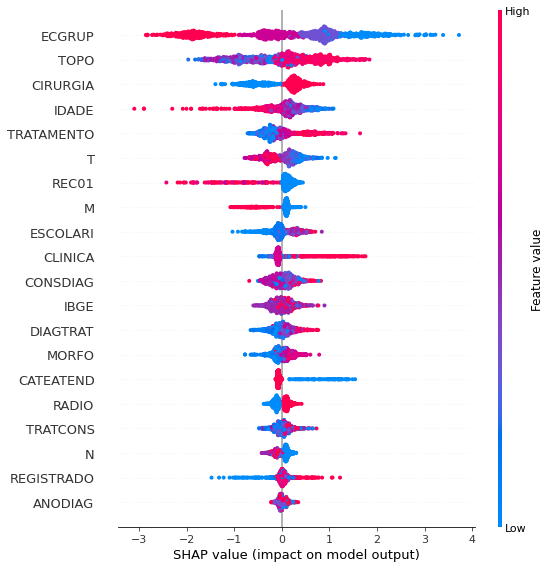 High
ECGRUP
TOPO
CIRURGIA
IDADE
TRATAMENTO
T
REC01
M
ESCOLARI
CLINICA
CONSDIAG
IBGE
DIAGTRAT
MORFO
CATEATEND
RADIO
TRATCONS
N
REGISTRADO
ANODIAG
Feature value
Low
−3 −2 −1 0 1 2 3 4
SHAP value (impact on model output)